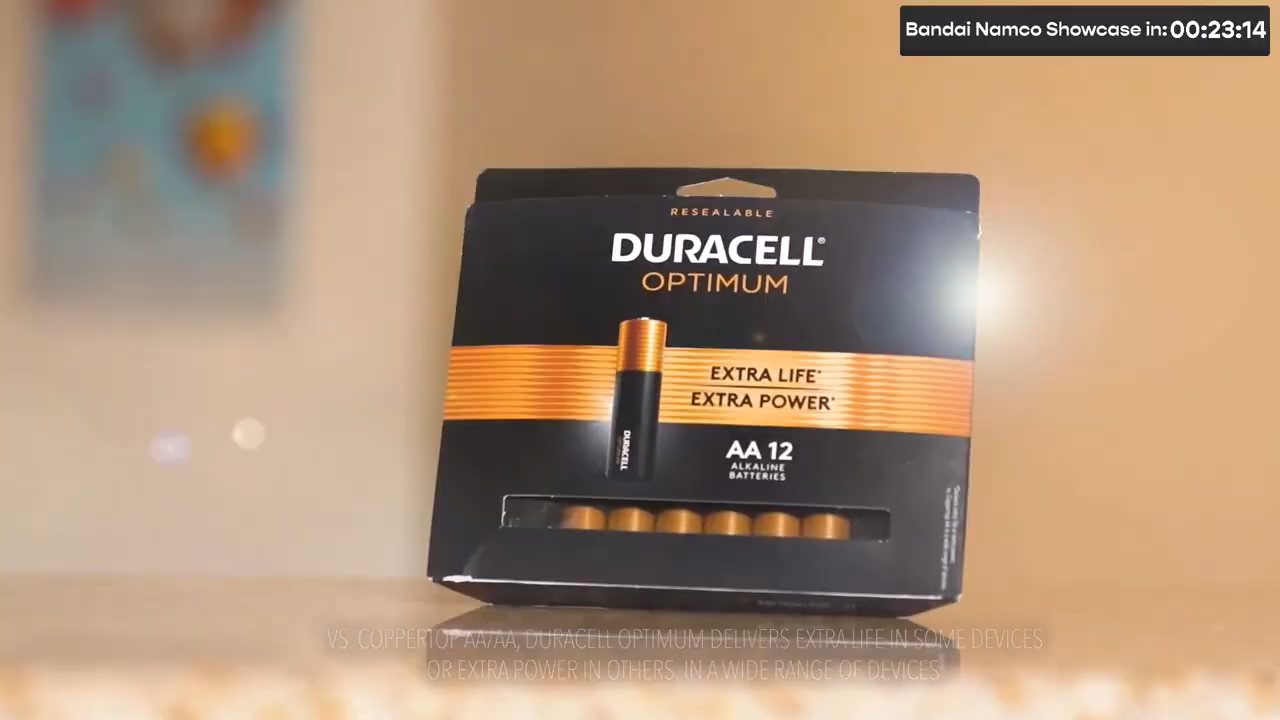 Bandai Namco Showcase in: 00:23:14
RESEALABLE
DURACELL®
OPTIMUM
EXTRA LIFE*
EXTRA POWER*
AA 12
ALKALINE
BATTERIES
DURACELL
VS. COPPERTOP AA/AA, DURACELL OPTIMUM DELIVERS EXTRA LIFE IN SOME DEVICES
OR EXTRA POWER IN OTHERS, IN A WIDE RANGE OF DEVICES